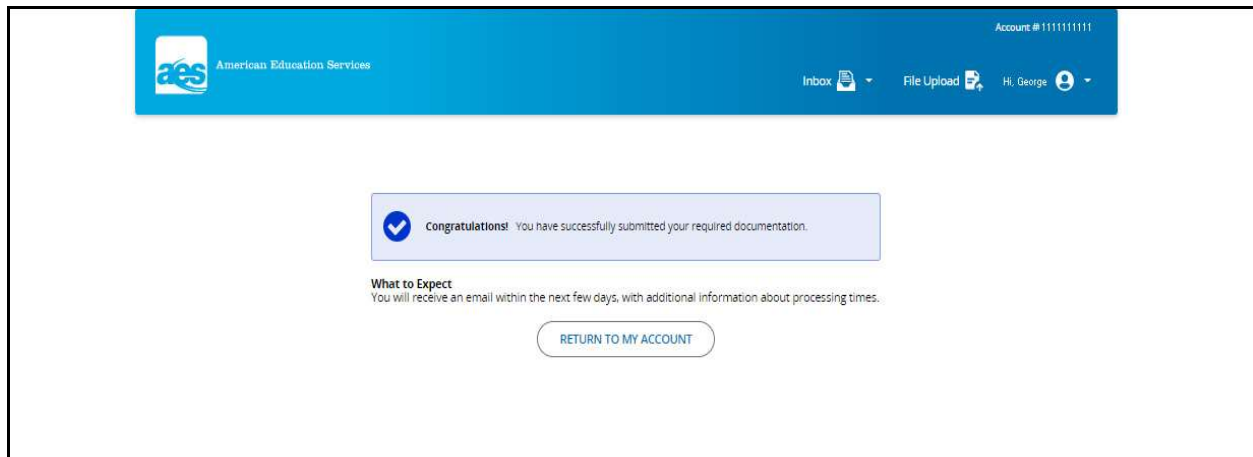 Account # 1111111111
aes American Education Services
Inbox File Upload Hi, George
Congratulations! You have successfully submitted your required documentation.
What to Expect
You will receive an email within the next few days, with additional information about processing times.
RETURN TO MY ACCOUNT